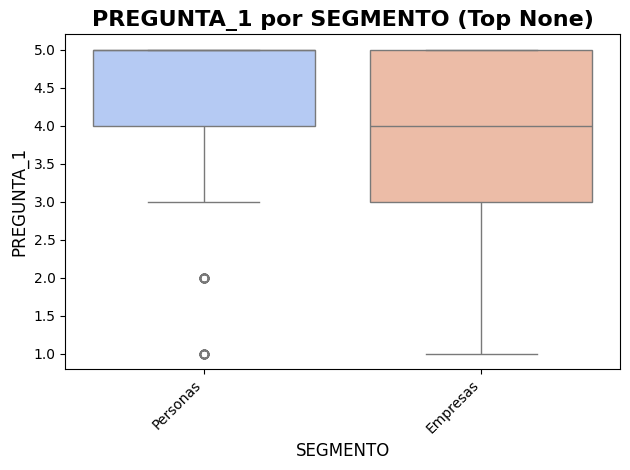 PREGUNTA_1 por SEGMENTO (Top None)
PREGUNTA_1
5.0
4.5
4.0
3.5
3.0
2.5
2.0
1.5
1.0
Personas
Empresas
SEGMENTO